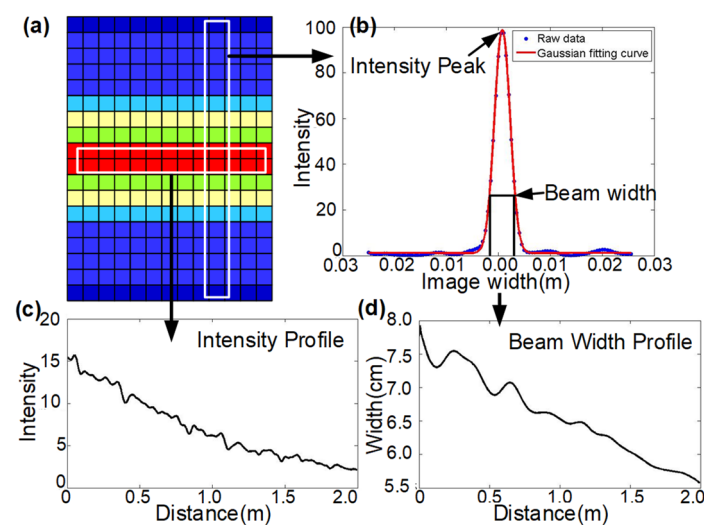 (a)
(b)
Intensity
100
80
60
40
20
0
Intensity Peak
Raw data
Gaussian fitting curve
Beam width
0.03 0.02 0.01 0.00 0.01 0.02 0.03
Image width(m)
(c)
Intensity
20
15
10
5
0
Intensity Profile
0 0.5 1.0 1.5 2.0
Distance(m)
(d)
Width(cm)
8.0
7.5
7.0
6.5
6.0
5.5
Beam Width Profile
0 0.5 1.0 1.5 2.0
Distance(m)